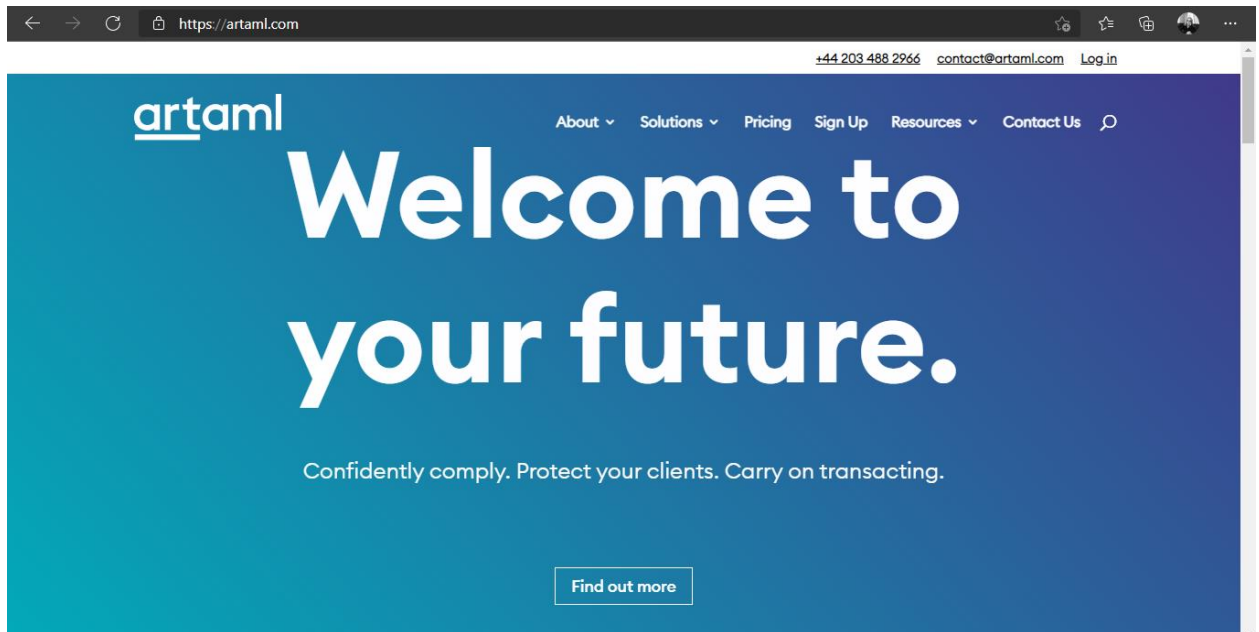 https://artaml.com
+44 203 488 2966 contact@artaml.com Log in
artaml
About Solutions Pricing Sign Up Resources Contact Us
Welcome to
your future.
Confidently comply. Protect your clients. Carry on transacting.
Find out more